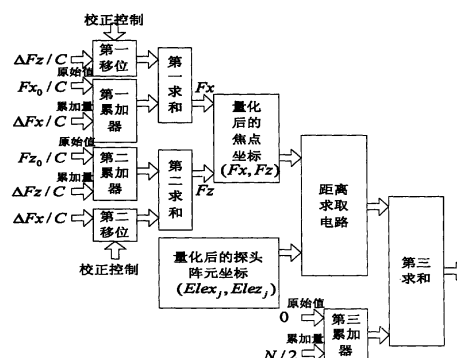 校正控制
ΔFz/C
第一移位
原始值
Fx₀/C
累加量
ΔFx/C
第一累加器
第一求和
Fx
原始值
Fz₀/C
累加量
ΔFz/C
第二累加器
第二求和
Fz
ΔFx/C
第二移位
校正控制
量化后的焦点坐标
(Fx, Fz)
量化后的探头阵元坐标
(Elexⱼ, Elezⱼ)
距离求取电路
原始值
0
累加量
N/2
第三累加器
第三求和